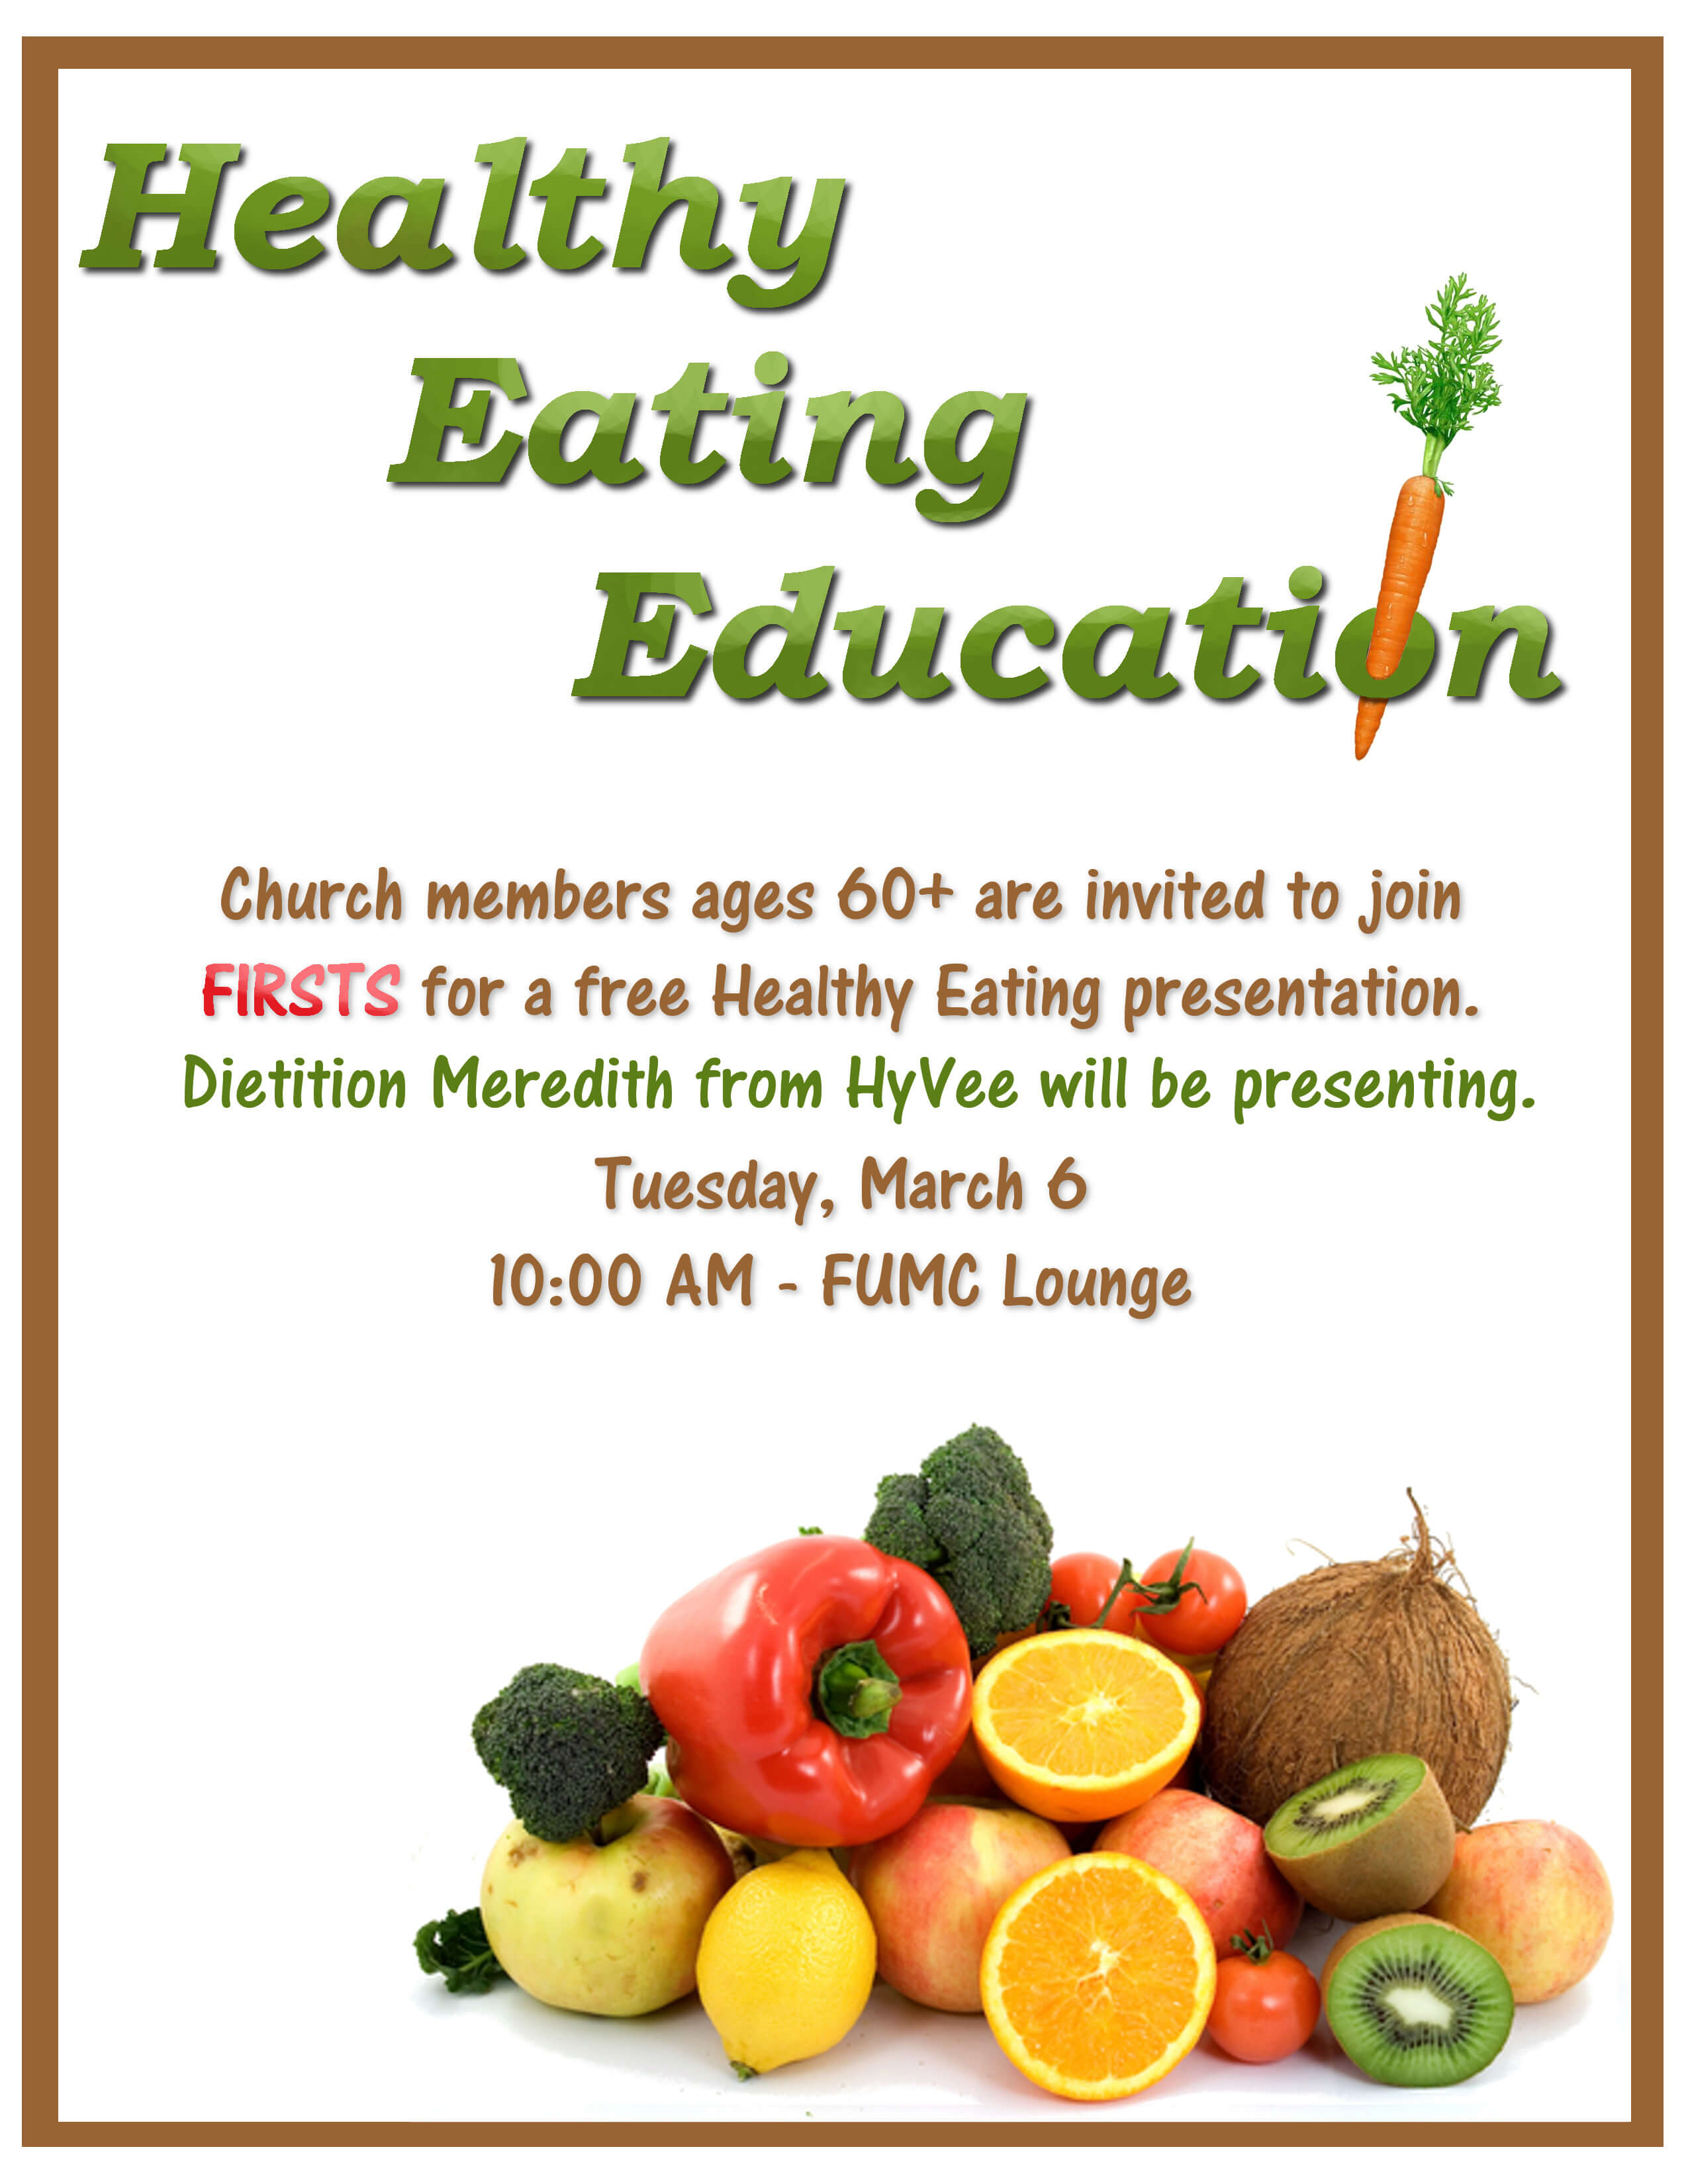 Healthy
Eating
Education
Church members ages 60+ are invited to join
FIRSTS for a free Healthy Eating presentation.
Dietition Meredith from HyVee will be presenting.
Tuesday, March 6
10:00 AM - FUMC Lounge